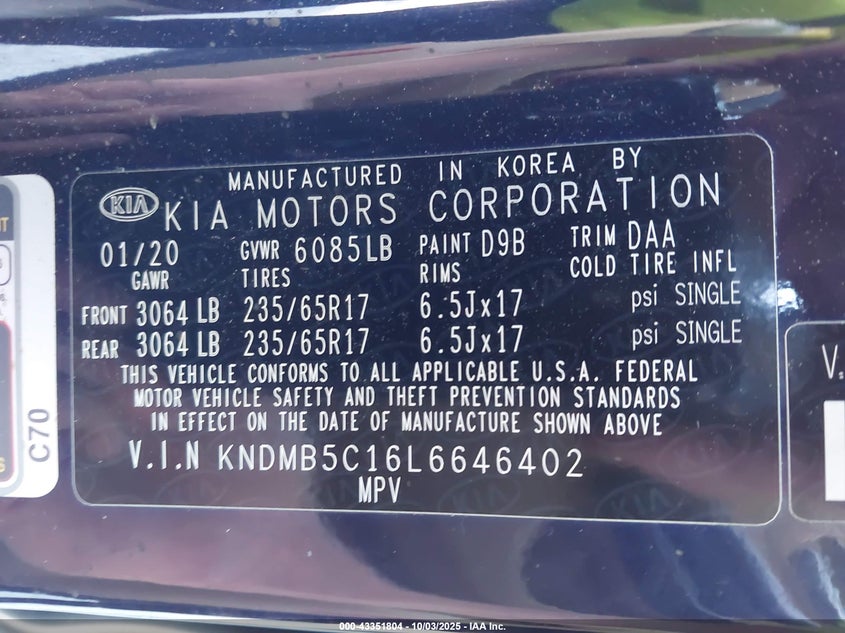 MANUFACTURED IN KOREA BY
KIA KIA MOTORS CORPORATION
01/20 GVWR 6085LB PAINT D9B TRIM DAA
GAWR TIRES RIMS COLD TIRE INFL
FRONT 3064 LB 235/65R17 6.5Jx17 psi SINGLE
REAR 3064 LB 235/65R17 6.5Jx17 psi SINGLE
THIS VEHICLE CONFORMS TO ALL APPLICABLE U.S.A. FEDERAL
MOTOR VEHICLE SAFETY AND THEFT PREVENTION STANDARDS
IN EFFECT ON THE DATE OF MANUFACTURE SHOWN ABOVE
V.I.N KNDMB5C16L6646402
MPV
C70
V.
000-43351804 - 10/03/2025 - IAA Inc.